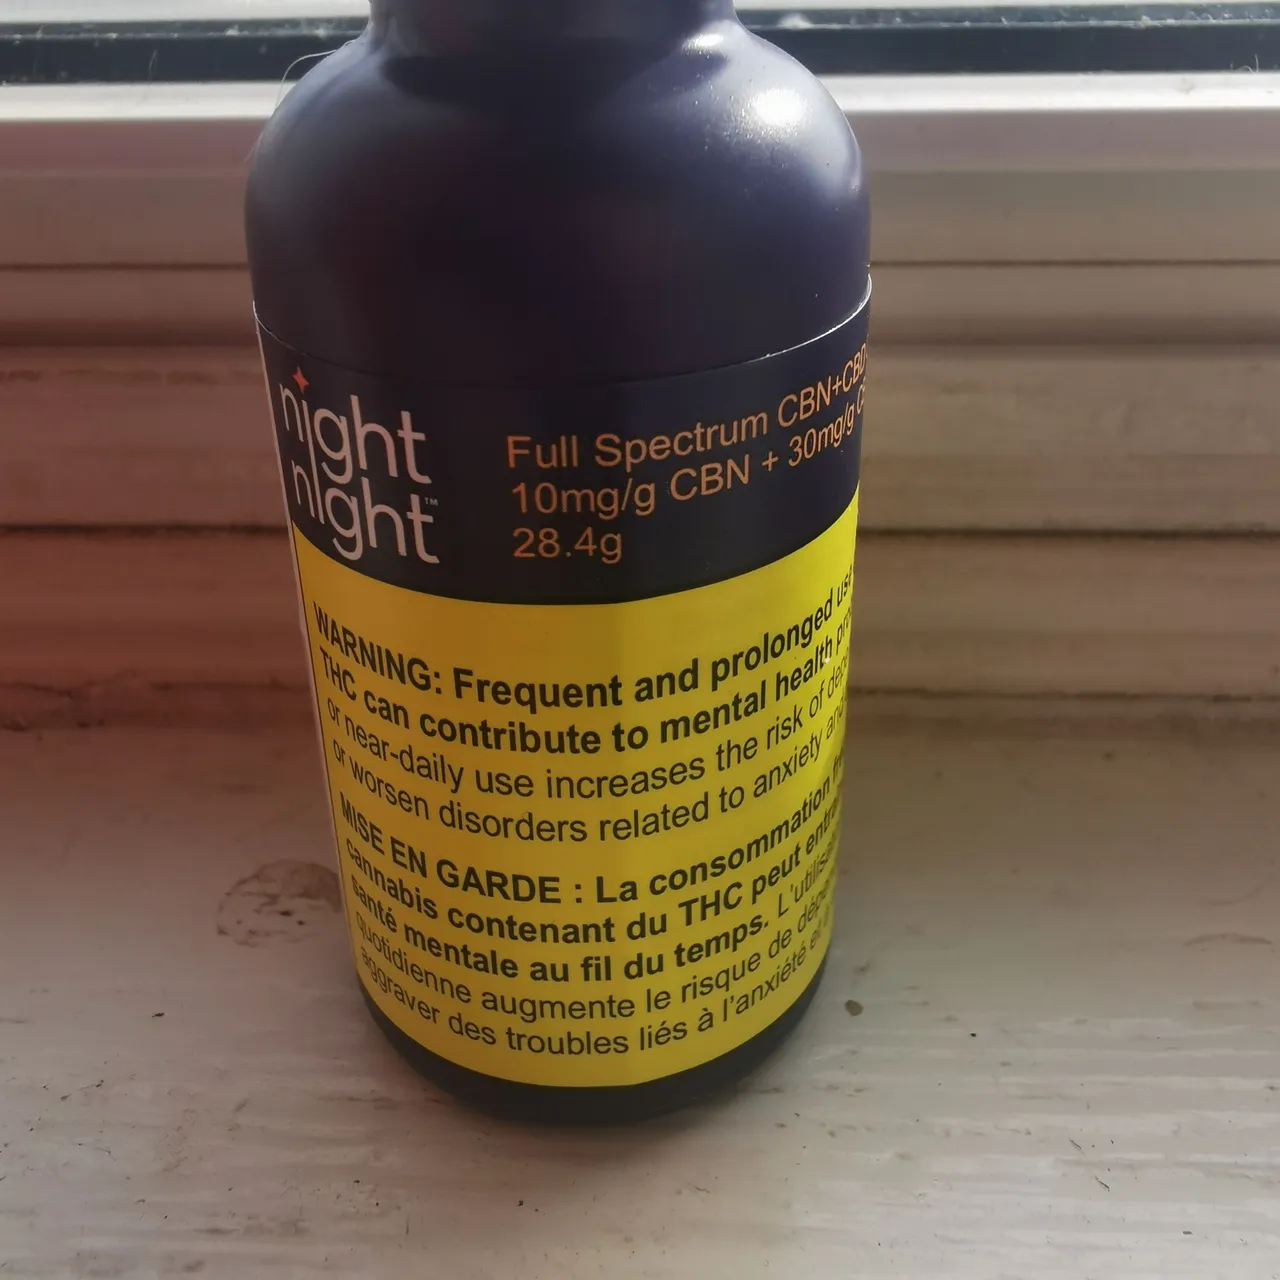 night
night™
Full Spectrum CBN+CBD
10mg/g CBN + 30mg/g
28.4g
WARNING: Frequent and prolonged
THC can contribute to mental health
or near-daily use increases the risk of
or worsen disorders related to anxiety
MISE EN GARDE : La consommation
cannabis contenant du THC peut
santé mentale au fil du temps.
quotidienne augmente le risque de
aggraver des troubles liés à l'anxiété et